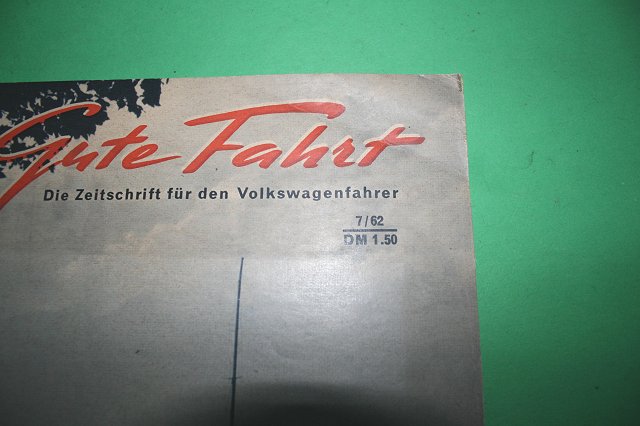 Gute Fahrt
Die Zeitschrift für den Volkswagenfahrer
7/62
DM 1.50